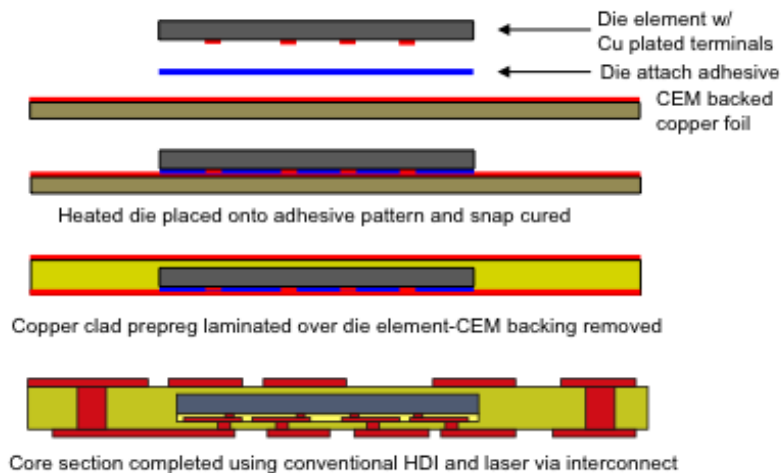 Die element w/
Cu plated terminals
Die attach adhesive
CEM backed
copper foil
Heated die placed onto adhesive pattern and snap cured
Copper clad prepreg laminated over die element-CEM backing removed
Core section completed using conventional HDI and laser via interconnect